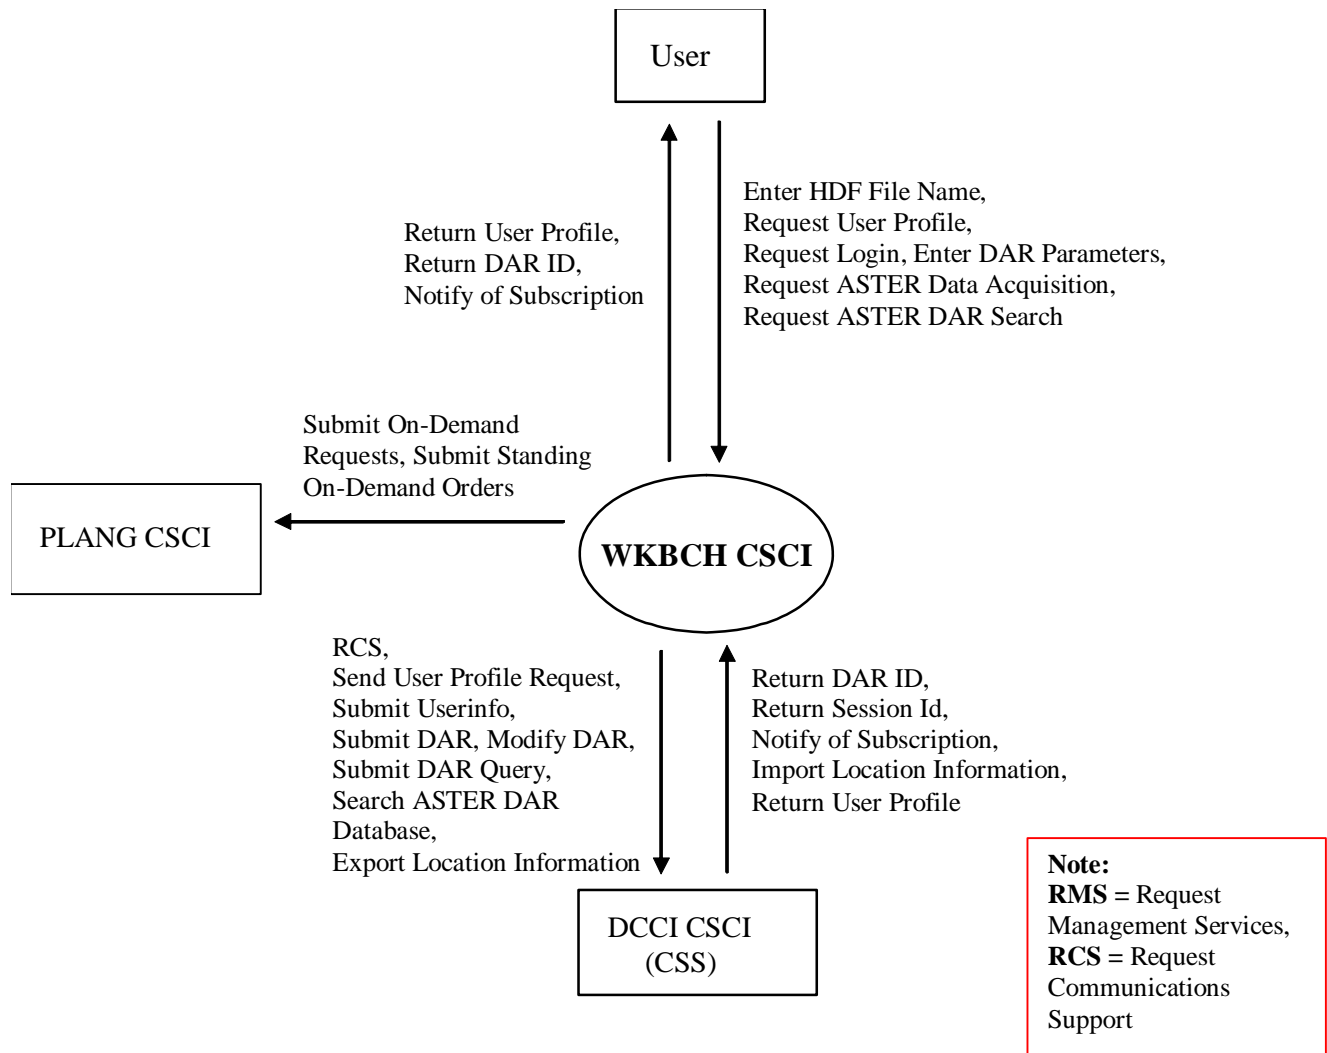 User
Enter HDF File Name,
Request User Profile,
Request Login, Enter DAR Parameters,
Request ASTER Data Acquisition,
Request ASTER DAR Search
Return User Profile,
Return DAR ID,
Notify of Subscription
Submit On-Demand
Requests, Submit Standing
On-Demand Orders
PLANG CSCI
WKBCH CSCI
RCS,
Send User Profile Request,
Submit Userinfo,
Submit DAR, Modify DAR,
Submit DAR Query,
Search ASTER DAR
Database,
Export Location Information
Return DAR ID,
Return Session Id,
Notify of Subscription,
Import Location Information,
Return User Profile
DCCI CSCI
(CSS)
Note:
RMS = Request
Management Services,
RCS = Request
Communications
Support